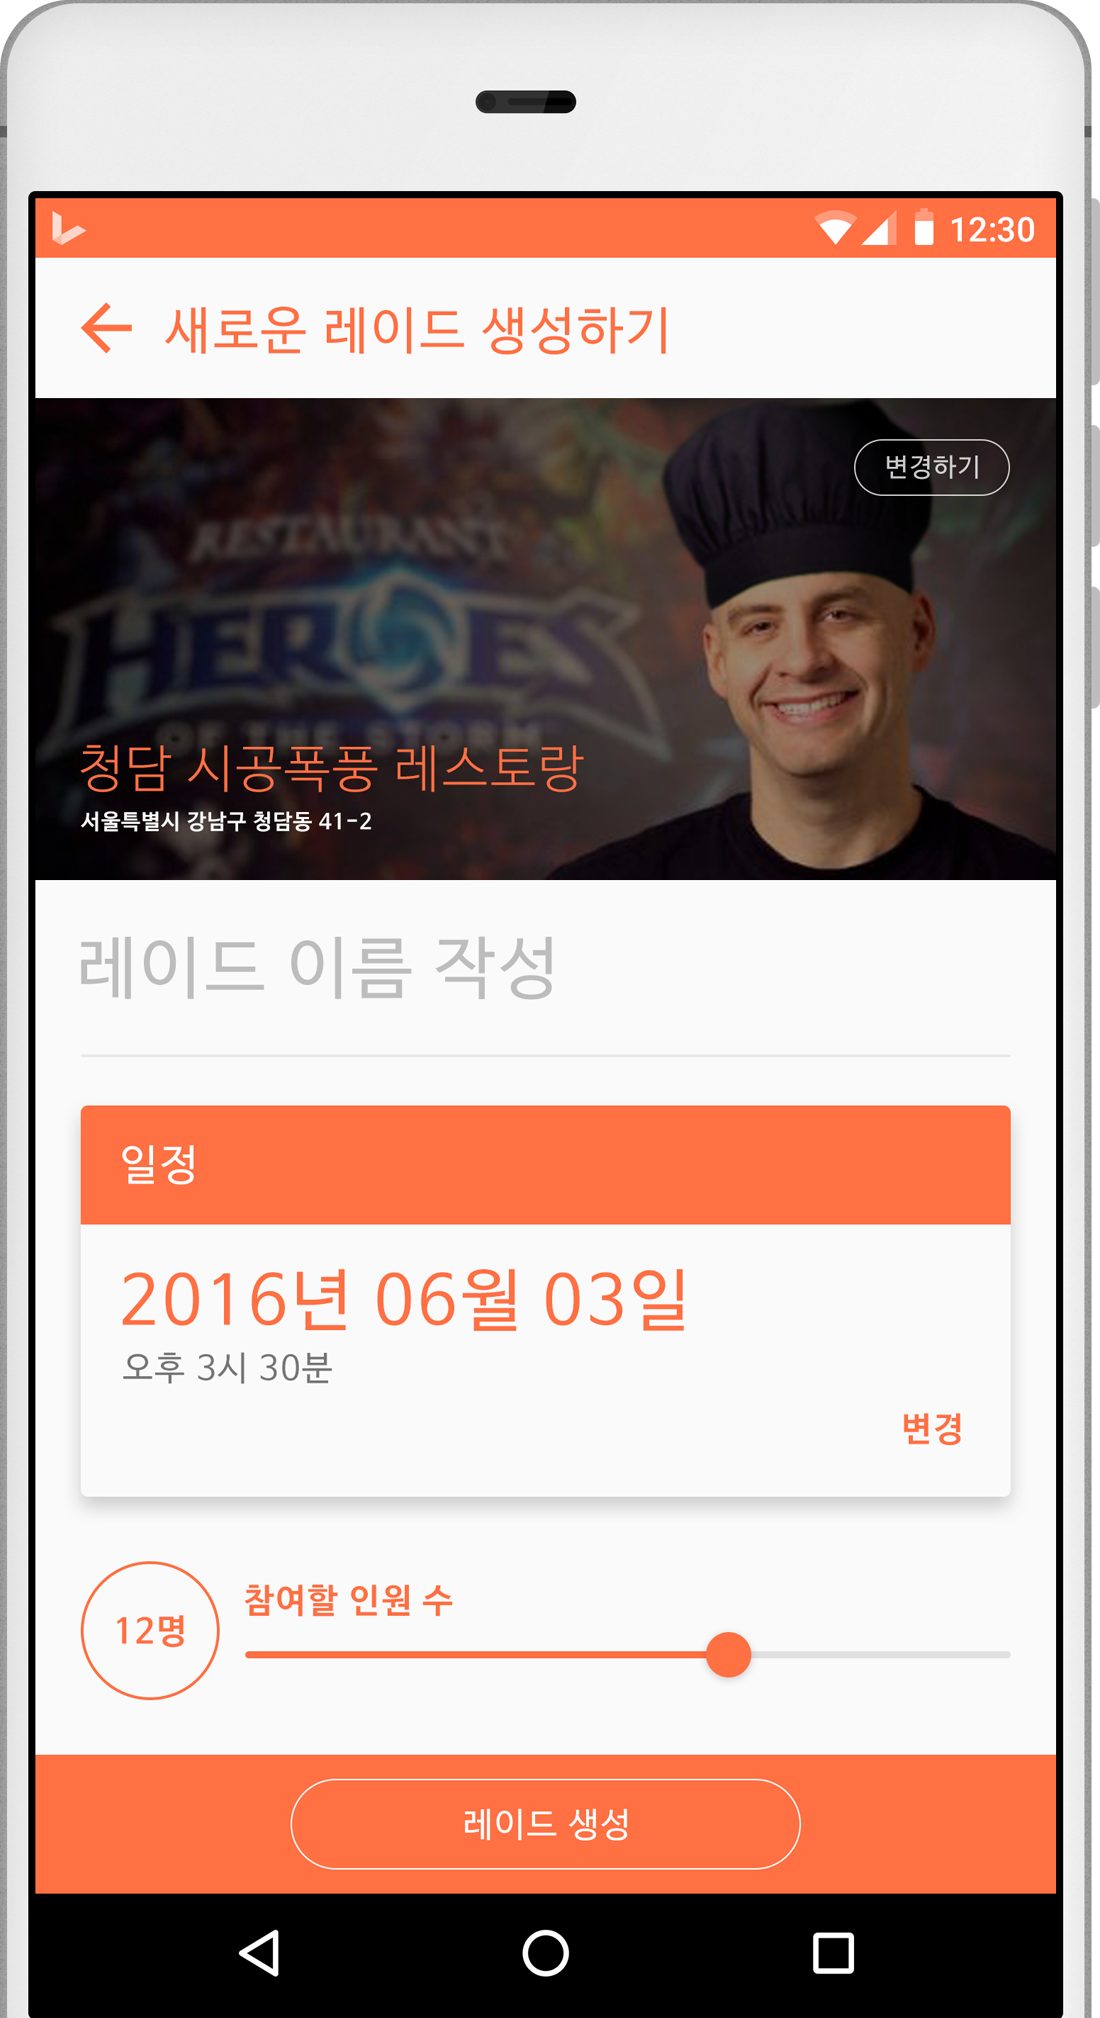 12:30
새로운 레이드 생성하기
변경하기
RESTAURANT
HEROES
OF THE STORM
청담 시공폭풍 레스토랑
서울특별시 강남구 청담동 41-2
레이드 이름 작성
일정
2016년 06월 03일
오후 3시 30분
변경
참여할 인원 수
12명
레이드 생성